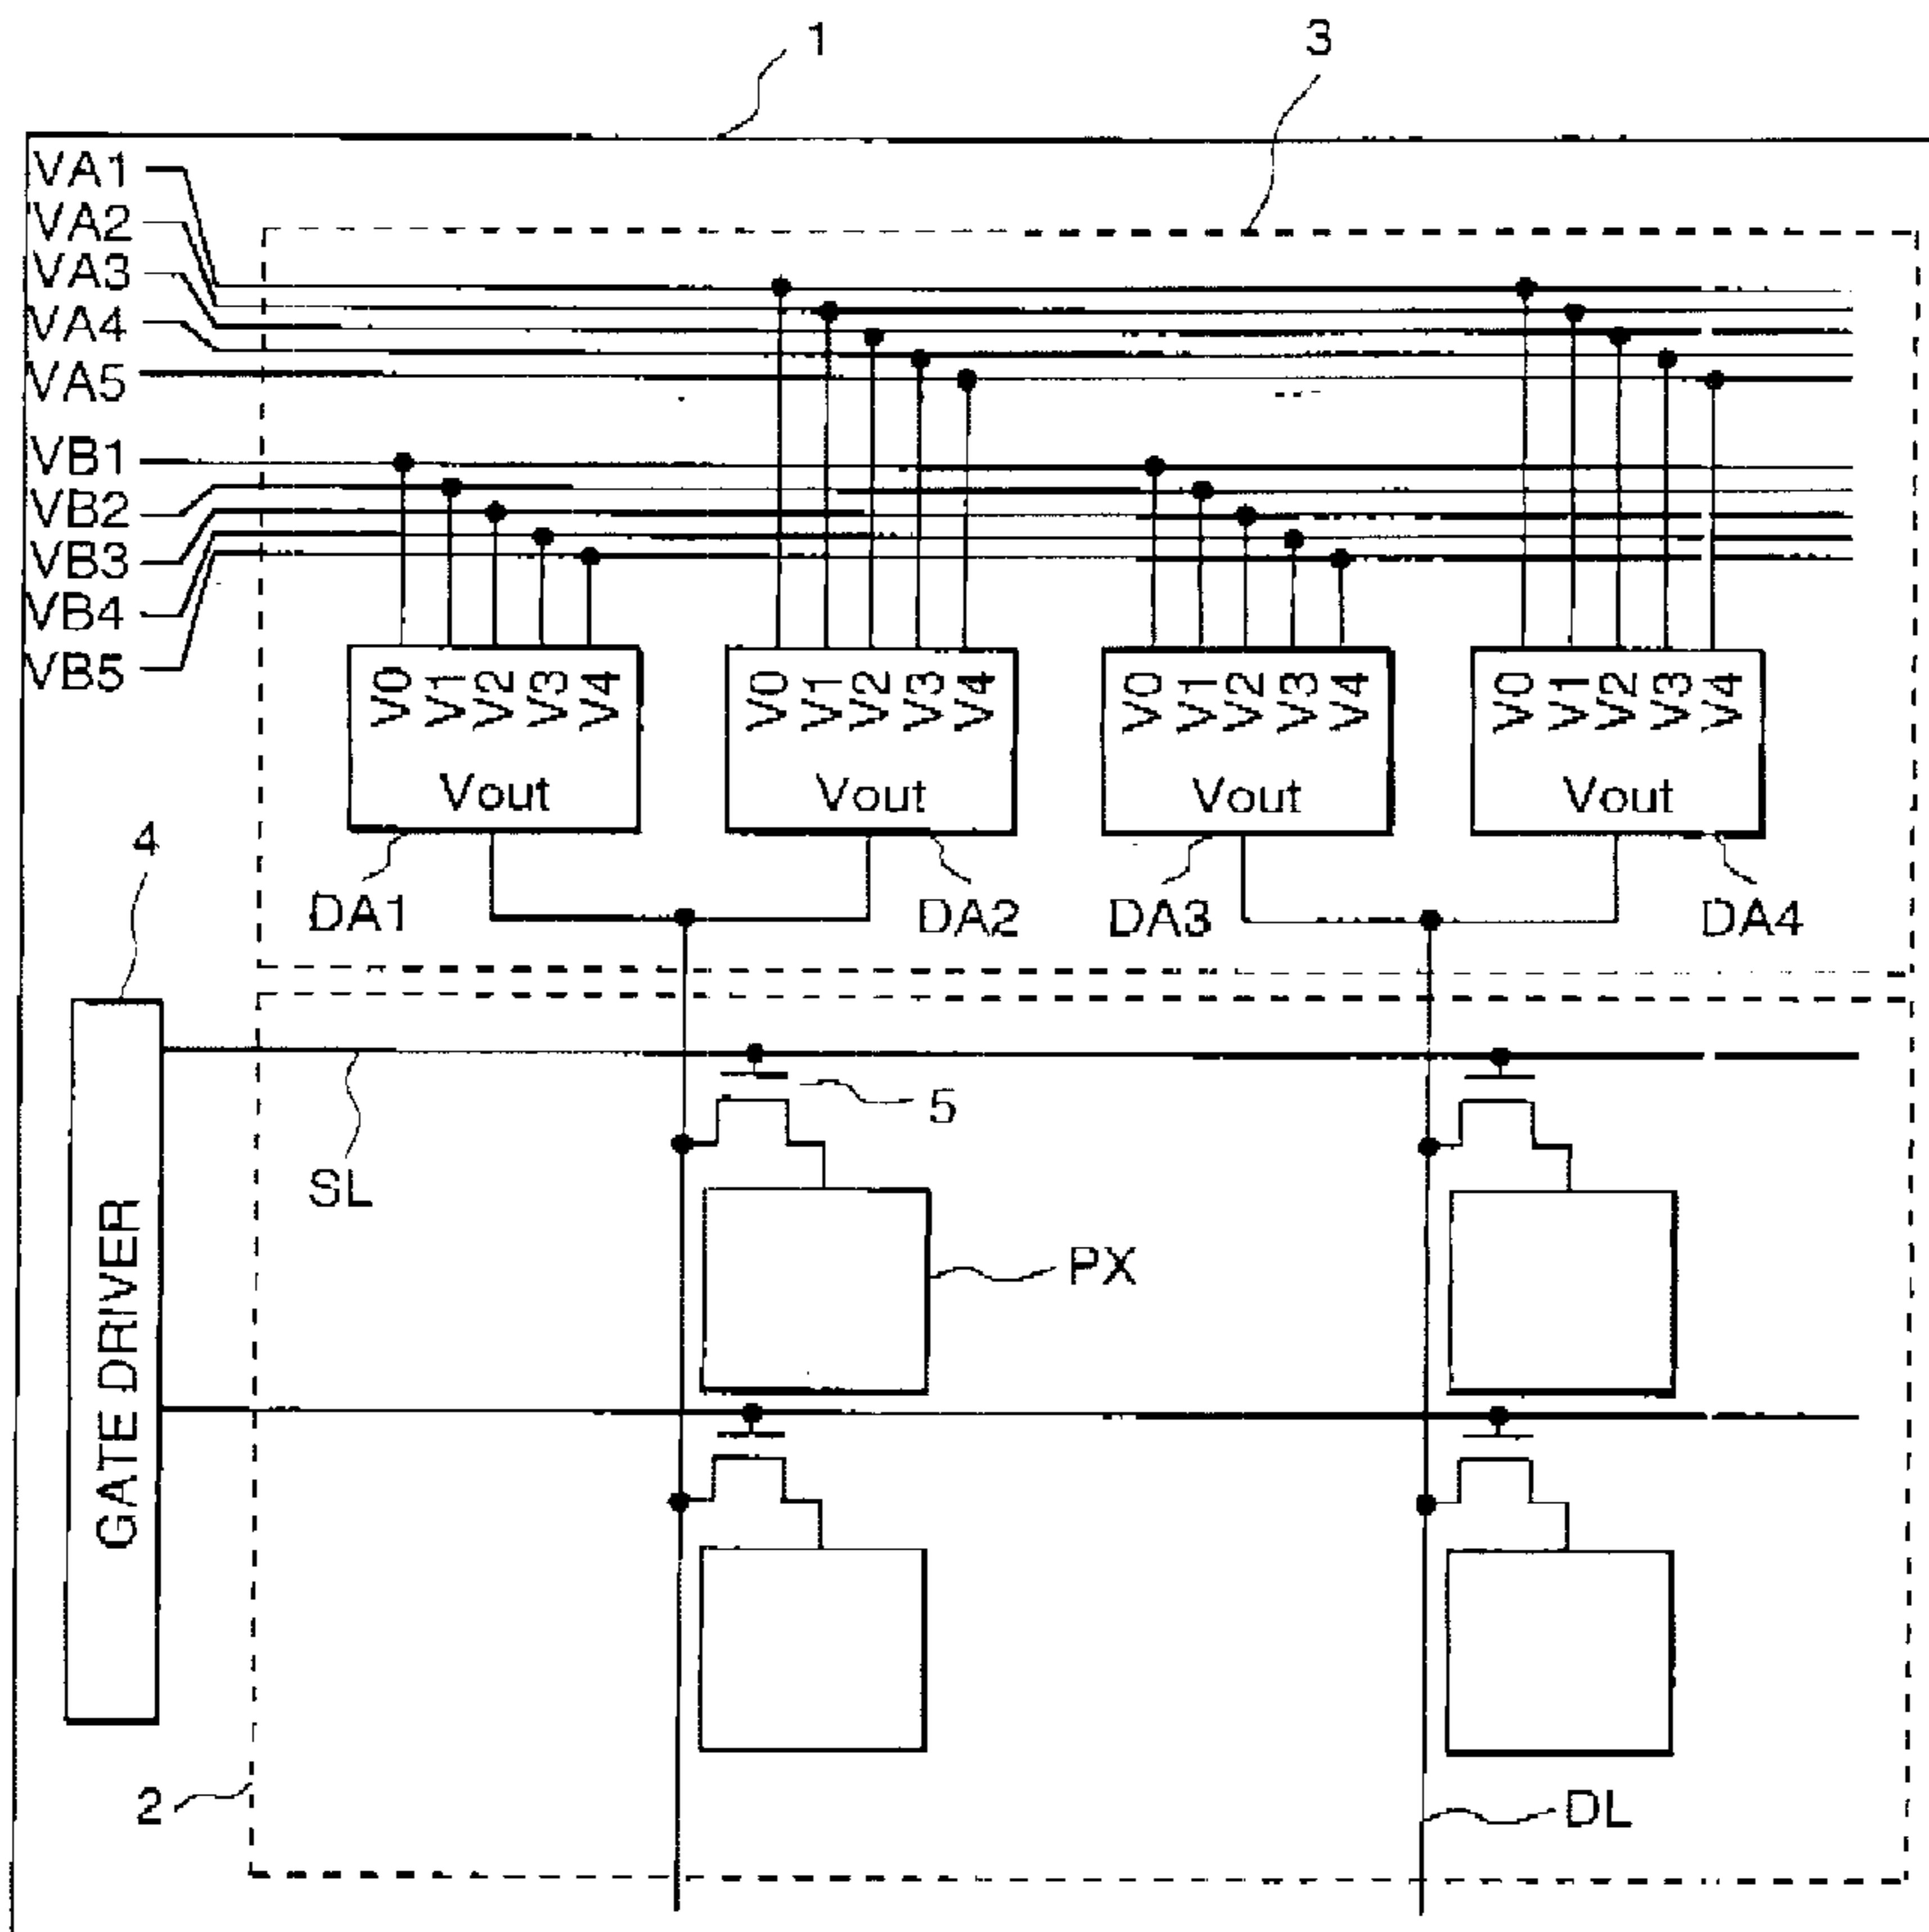 1
3
VA1
VA2
VA3
VA4
VA5
VB1
VB2
VB3
VB4
VB5
V0 V1 V2 V3 V4
V0 V1 V2 V3 V4
V0 V1 V2 V3 V4
V0 V1 V2 V3 V4
Vout
Vout
Vout
Vout
4
DA1
DA2
DA3
DA4
5
SL
PX
GATE DRIVER
2
DL